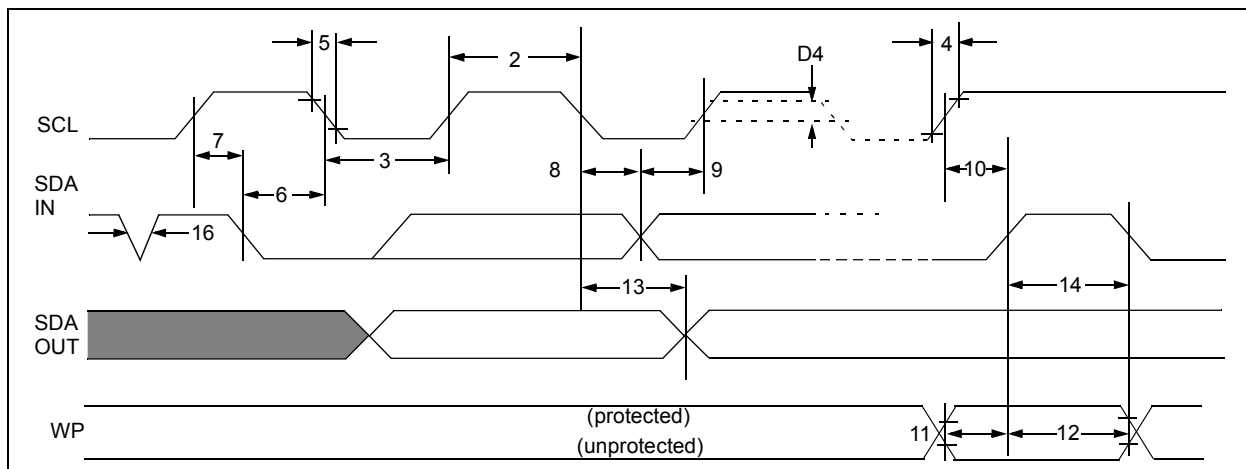 5
2
D4
4
SCL
7
3
8
9
10
SDA
IN
6
16
13
14
SDA
OUT
WP
(protected)
(unprotected)
11
12